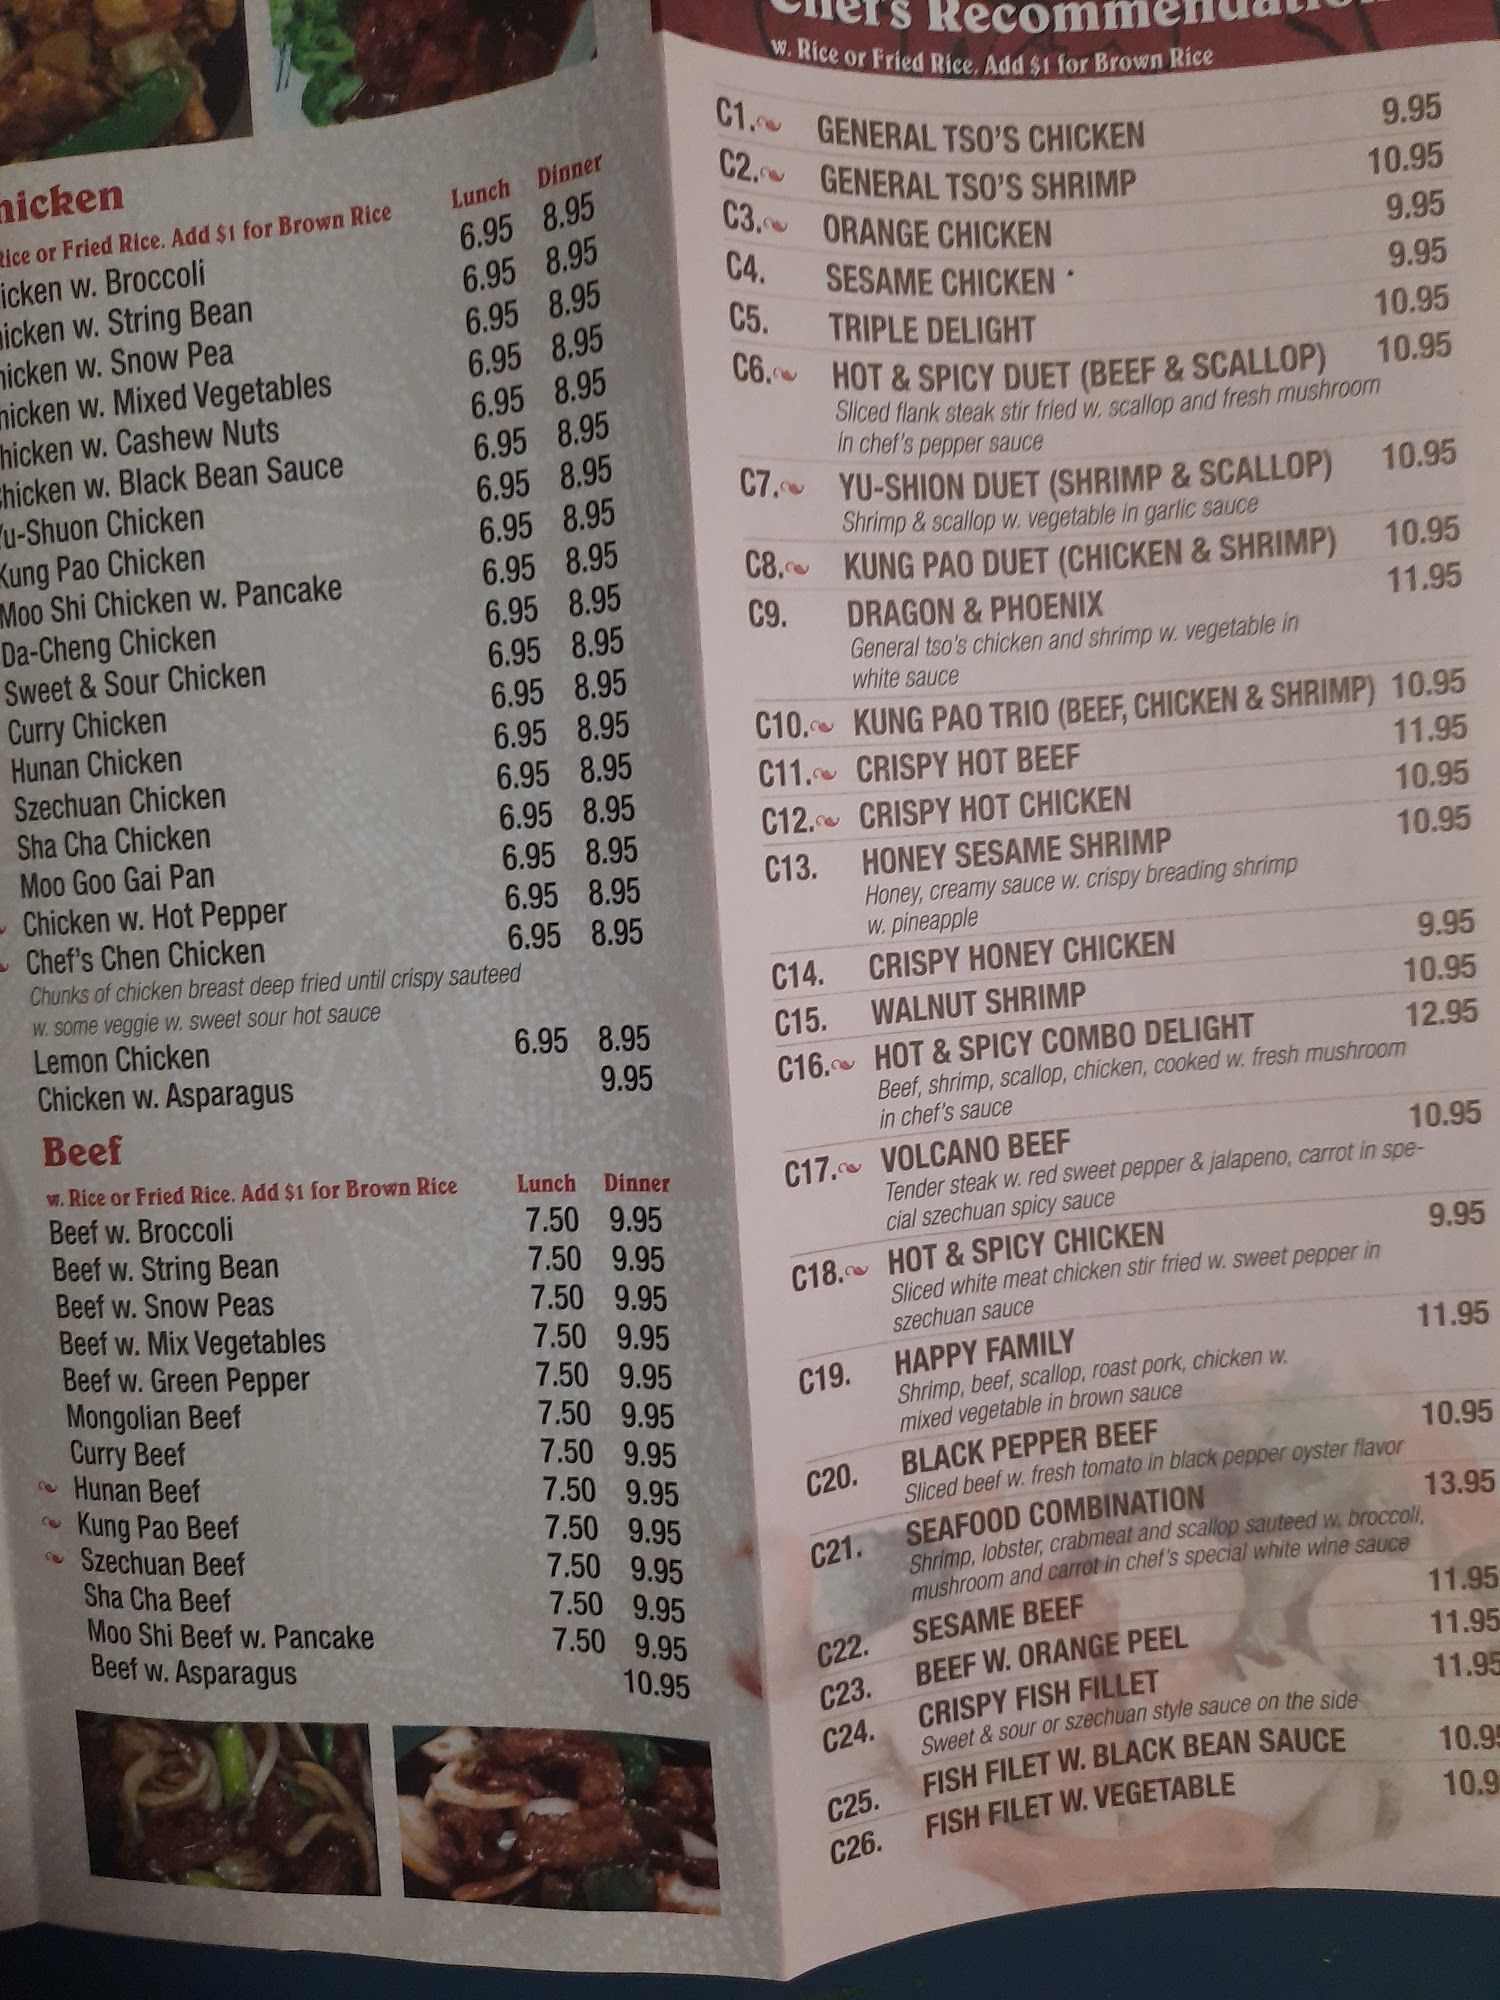 hicken
Rice or Fried Rice. Add $1 for Brown Rice Lunch Dinner
icken w. Broccoli 6.95 8.95
hicken w. String Bean 6.95 8.95
hicken w. Snow Pea 6.95 8.95
hicken w. Mixed Vegetables 6.95 8.95
hicken w. Cashew Nuts 6.95 8.95
hicken w. Black Bean Sauce 6.95 8.95
Yu-Shuon Chicken 6.95 8.95
Kung Pao Chicken 6.95 8.95
Moo Shi Chicken w. Pancake 6.95 8.95
Da-Cheng Chicken 6.95 8.95
Sweet & Sour Chicken 6.95 8.95
Curry Chicken 6.95 8.95
Hunan Chicken 6.95 8.95
Szechuan Chicken 6.95 8.95
Sha Cha Chicken 6.95 8.95
Moo Goo Gai Pan 6.95 8.95
Chicken w. Hot Pepper 6.95 8.95
Chef's Chen Chicken 6.95 8.95
Chunks of chicken breast deep fried until crispy sauteed
w. some veggie w. sweet sour hot sauce
Lemon Chicken 6.95 8.95
Chicken w. Asparagus 9.95
Beef
w. Rice or Fried Rice. Add $1 for Brown Rice Lunch Dinner
Beef w. Broccoli 7.50 9.95
Beef w. String Bean 7.50 9.95
Beef w. Snow Peas 7.50 9.95
Beef w. Mix Vegetables 7.50 9.95
Beef w. Green Pepper 7.50 9.95
Mongolian Beef 7.50 9.95
Curry Beef 7.50 9.95
Hunan Beef 7.50 9.95
Kung Pao Beef 7.50 9.95
Szechuan Beef 7.50 9.95
Sha Cha Beef 7.50 9.95
Moo Shi Beef w. Pancake 7.50 9.95
Beef w. Asparagus 10.95
Chef's Recommendation
w. Rice or Fried Rice. Add $1 for Brown Rice
C1. GENERAL TSO'S CHICKEN 9.95
C2. GENERAL TSO'S SHRIMP 10.95
C3. ORANGE CHICKEN 9.95
C4. SESAME CHICKEN 9.95
C5. TRIPLE DELIGHT 10.95
C6. HOT & SPICY DUET (BEEF & SCALLOP) 10.95
Sliced flank steak stir fried w. scallop and fresh mushroom
in chef's pepper sauce
C7. YU-SHION DUET (SHRIMP & SCALLOP) 10.95
Shrimp & scallop w. vegetable in garlic sauce
C8. KUNG PAO DUET (CHICKEN & SHRIMP) 10.95
C9. DRAGON & PHOENIX 11.95
General tso's chicken and shrimp w. vegetable in
white sauce
C10. KUNG PAO TRIO (BEEF, CHICKEN & SHRIMP) 10.95
C11. CRISPY HOT BEEF 11.95
C12. CRISPY HOT CHICKEN 10.95
C13. HONEY SESAME SHRIMP 10.95
Honey, creamy sauce w. crispy breading shrimp
w. pineapple
C14. CRISPY HONEY CHICKEN 9.95
C15. WALNUT SHRIMP 10.95
C16. HOT & SPICY COMBO DELIGHT 12.95
Beef, shrimp, scallop, chicken, cooked w. fresh mushroom
in chef's sauce
C17. VOLCANO BEEF 10.95
Tender steak w. red sweet pepper & jalapeno, carrot in spe-
cial szechuan spicy sauce
C18. HOT & SPICY CHICKEN 9.95
Sliced white meat chicken stir fried w. sweet pepper in
szechuan sauce
C19. HAPPY FAMILY 11.95
Shrimp, beef, scallop, roast pork, chicken w.
mixed vegetable in brown sauce
C20. BLACK PEPPER BEEF 10.95
Sliced beef w. fresh tomato in black pepper oyster flavor
C21. SEAFOOD COMBINATION 13.95
Shrimp, lobster, crabmeat and scallop sauteed w. broccoli,
mushroom and carrot in chef's special white wine sauce
C22. SESAME BEEF 11.95
C23. BEEF W. ORANGE PEEL 11.95
C24. CRISPY FISH FILLET 11.95
Sweet & sour or szechuan style sauce on the side
C25. FISH FILET W. BLACK BEAN SAUCE 10.95
C26. FISH FILET W. VEGETABLE 10.9